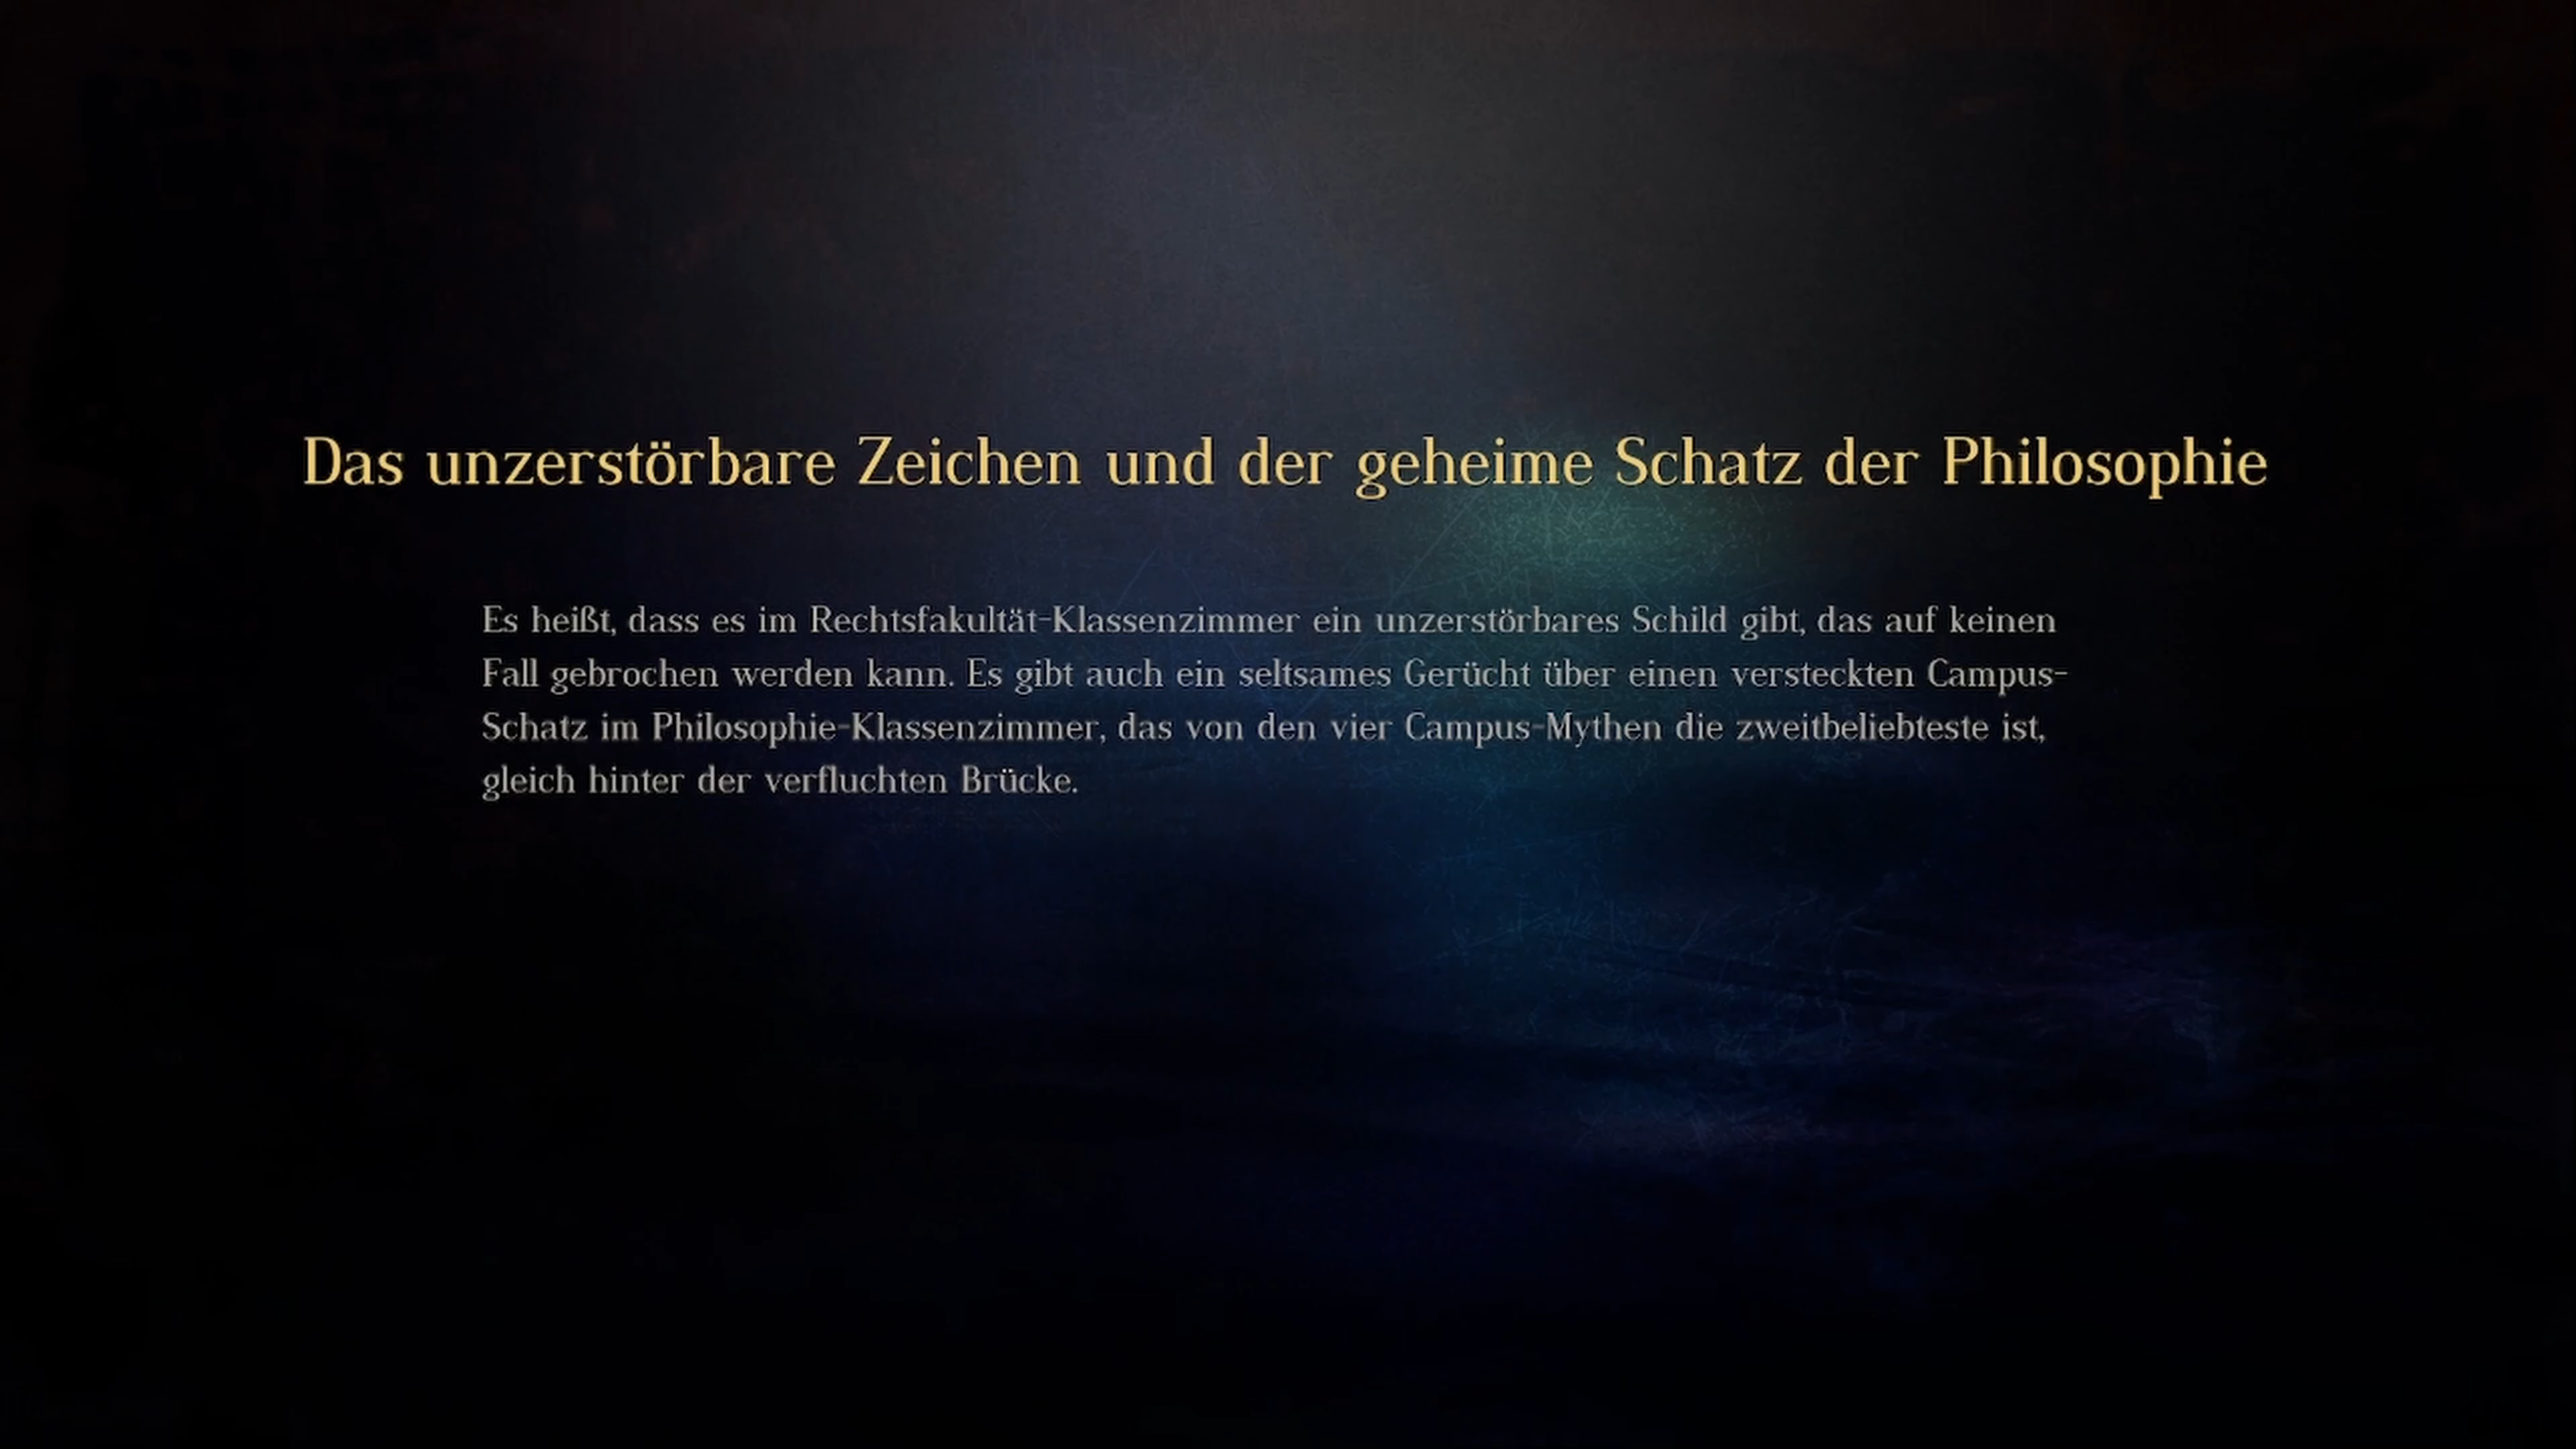 Das unzerstörbare Zeichen und der geheime Schatz der Philosophie
Es heißt, dass es im Rechtsfakultät-Klassenzimmer ein unzerstörbares Schild gibt, das auf keinen
Fall gebrochen werden kann. Es gibt auch ein seltsames Gerücht über einen versteckten Campus-
Schatz im Philosophie-Klassenzimmer, das von den vier Campus-Mythen die zweitbeliebteste ist,
gleich hinter der verfluchten Brücke.